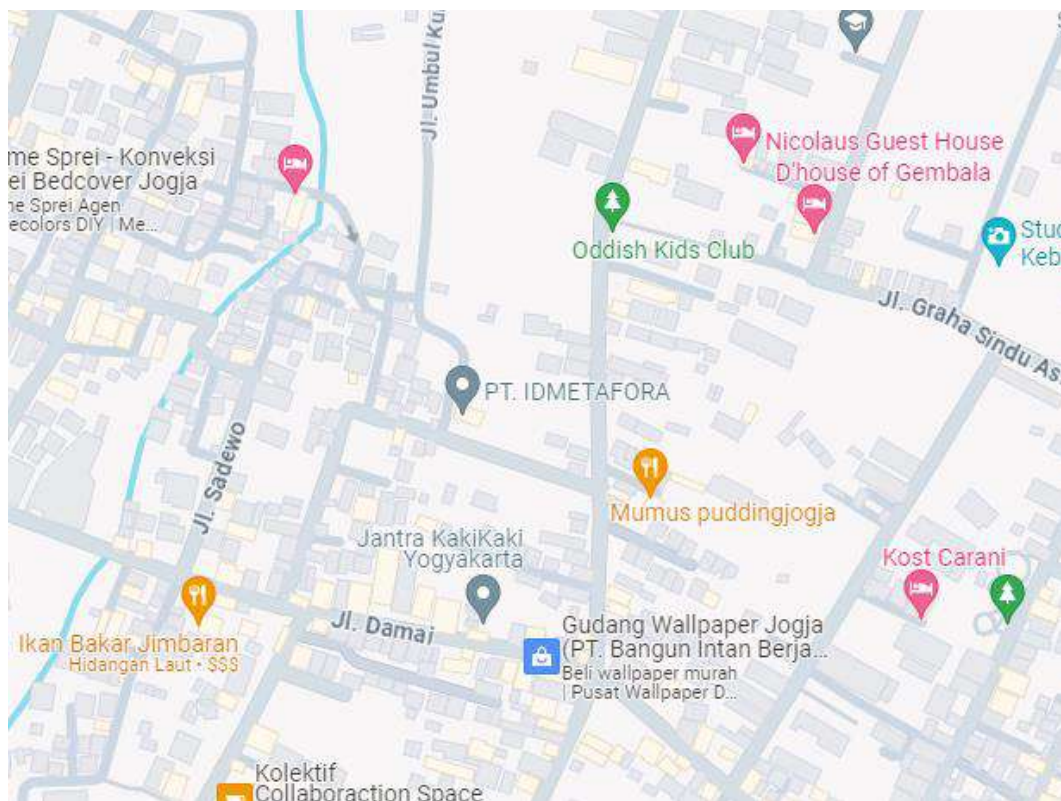 Jl. Umbul Ku
me Sprei - Konveksi
ei Bedcover Jogja
ne Sprei Agen
ecolors DIY | Me...
Nicolaus Guest House
D'house of Gembala
Oddish Kids Club
Stud
Keb
Jl. Graha Sindu As
PT. IDMETAFORA
Jl. Sadewo
Mumus puddingjogja
Jantra KakiKaki
Yogyakarta
Kost Carani
Jl. Damai
Ikan Bakar Jimbaran
Hidangan Laut • $$$
Gudang Wallpaper Jogja
(PT. Bangun Intan Berja...
Beli wallpaper murah
| Pusat Wallpaper D...
Kolektif
Collaboraction Space